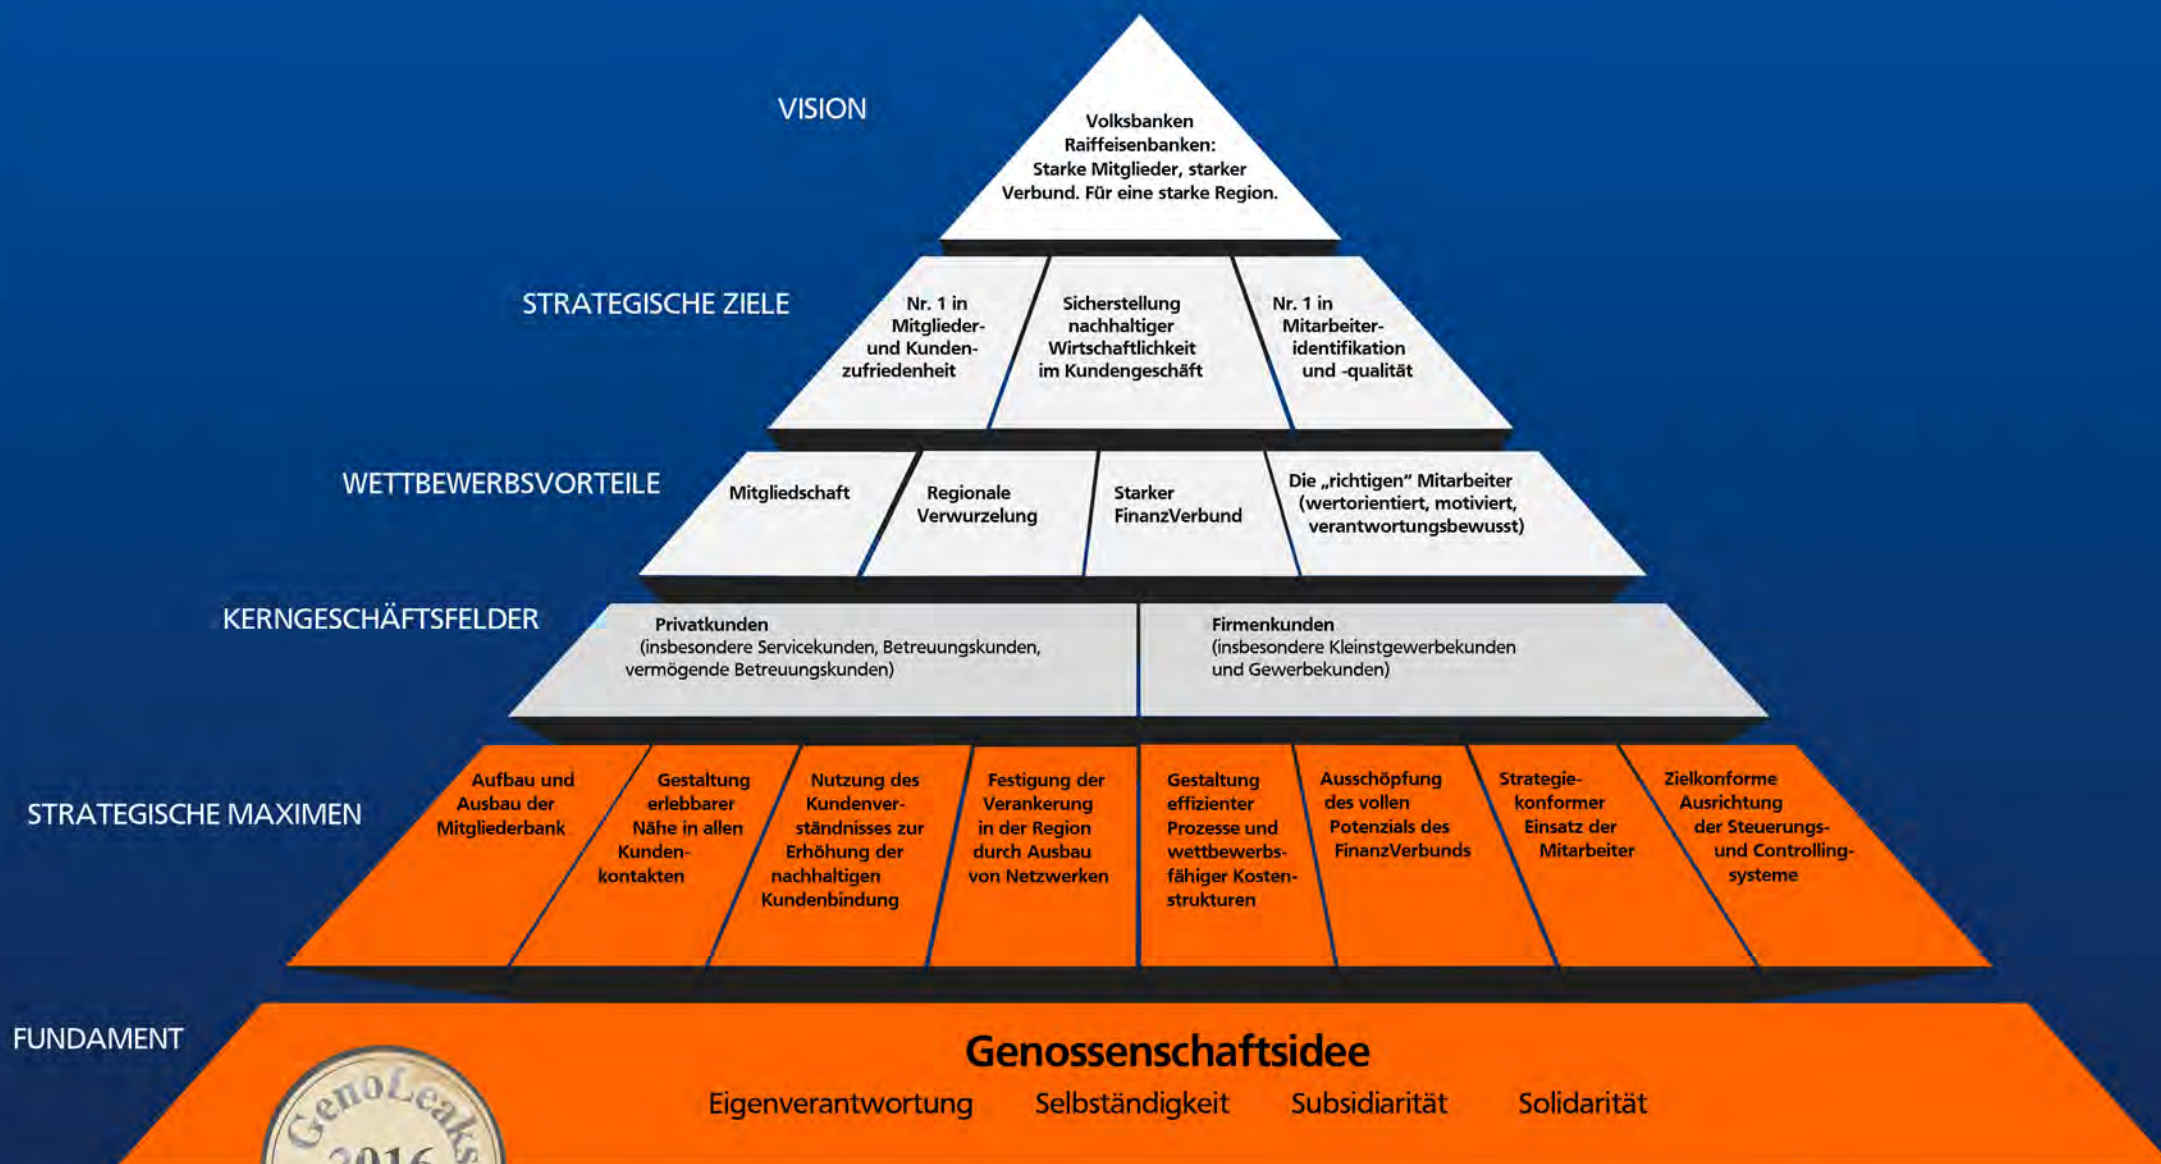 VISION
Volksbanken
Raiffeisenbanken:
Starke Mitglieder, starker
Verbund. Für eine starke Region.
STRATEGISCHE ZIELE
Nr. 1 in
Mitglieder-
und Kunden-
zufriedenheit
Sicherstellung
nachhaltiger
Wirtschaftlichkeit
im Kundengeschäft
Nr. 1 in
Mitarbeiter-
identifikation
und -qualität
WETTBEWERBSVORTEILE
Mitgliedschaft
Regionale
Verwurzelung
Starker
FinanzVerbund
Die „richtigen“ Mitarbeiter
(wertorientiert, motiviert,
verantwortungsbewusst)
KERNGESCHÄFTSFELDER
Privatkunden
(insbesondere Servicekunden, Betreuungskunden,
vermögende Betreuungskunden)
Firmenkunden
(insbesondere Kleinstgewerbekunden
und Gewerbekunden)
STRATEGISCHE MAXIMEN
Aufbau und
Ausbau der
Mitgliederbank
Gestaltung
erlebbarer
Nähe in allen
Kunden-
kontakten
Nutzung des
Kundenver-
ständnisses zur
Erhöhung der
nachhaltigen
Kundenbindung
Festigung der
Verankerung
in der Region
durch Ausbau
von Netzwerken
Gestaltung
effizienter
Prozesse und
wettbewerbs-
fähiger Kosten-
strukturen
Ausschöpfung
des vollen
Potenzials des
FinanzVerbunds
Strategie-
konformer
Einsatz der
Mitarbeiter
Zielkonforme
Ausrichtung
der Steuerungs-
und Controlling-
systeme
FUNDAMENT
Genossenschaftsidee
Eigenverantwortung Selbständigkeit Subsidiarität Solidarität
GenoLeaks
2016